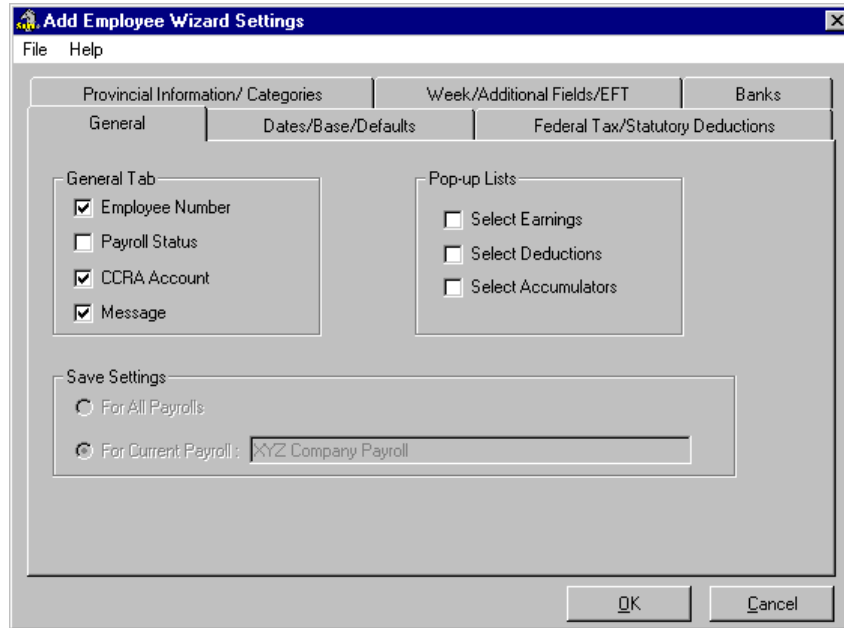 Add Employee Wizard Settings
File Help
Provincial Information/ Categories Week/Additional Fields/EFT Banks
General Dates/Base/Defaults Federal Tax/Statutory Deductions
General Tab
Employee Number
Payroll Status
CCRA Account
Message
Pop-up Lists
Select Earnings
Select Deductions
Select Accumulators
Save Settings
For All Payrolls
For Current Payroll : XYZ Company Payroll
OK Cancel